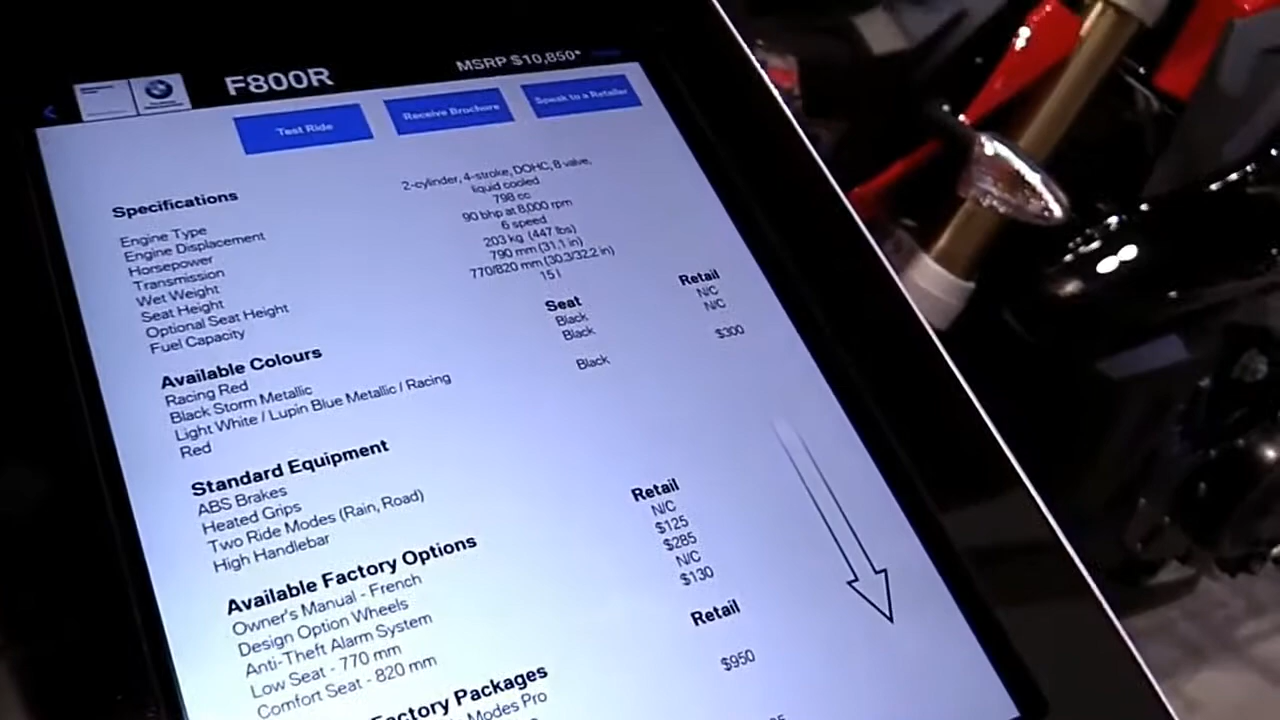 F800R
MSRP $10,850*
Test Ride
Receive Brochure
Speak to a Retailer
Specifications
Engine Type 2-cylinder, 4-stroke, DOHC, 8 valve, liquid cooled
Engine Displacement 798 cc
Horsepower 90 bhp at 8,000 rpm
Transmission 6 speed
Wet Weight 203 kg (447 lbs)
Seat Height 790 mm (31.1 in)
Optional Seat Height 770/820 mm (30.3/32.2 in)
Fuel Capacity 15 l
Available Colours Seat Retail
Racing Red Black N/C
Black Storm Metallic Black N/C
Light White / Lupin Blue Metallic / Racing
Red Black $300
Standard Equipment
ABS Brakes
Heated Grips
Two Ride Modes (Rain, Road)
High Handlebar
Available Factory Options Retail
Owner's Manual - French N/C
Design Option Wheels $125
Anti-Theft Alarm System $285
Low Seat - 770 mm N/C
Comfort Seat - 820 mm $130
Factory Packages Retail
Modes Pro $950